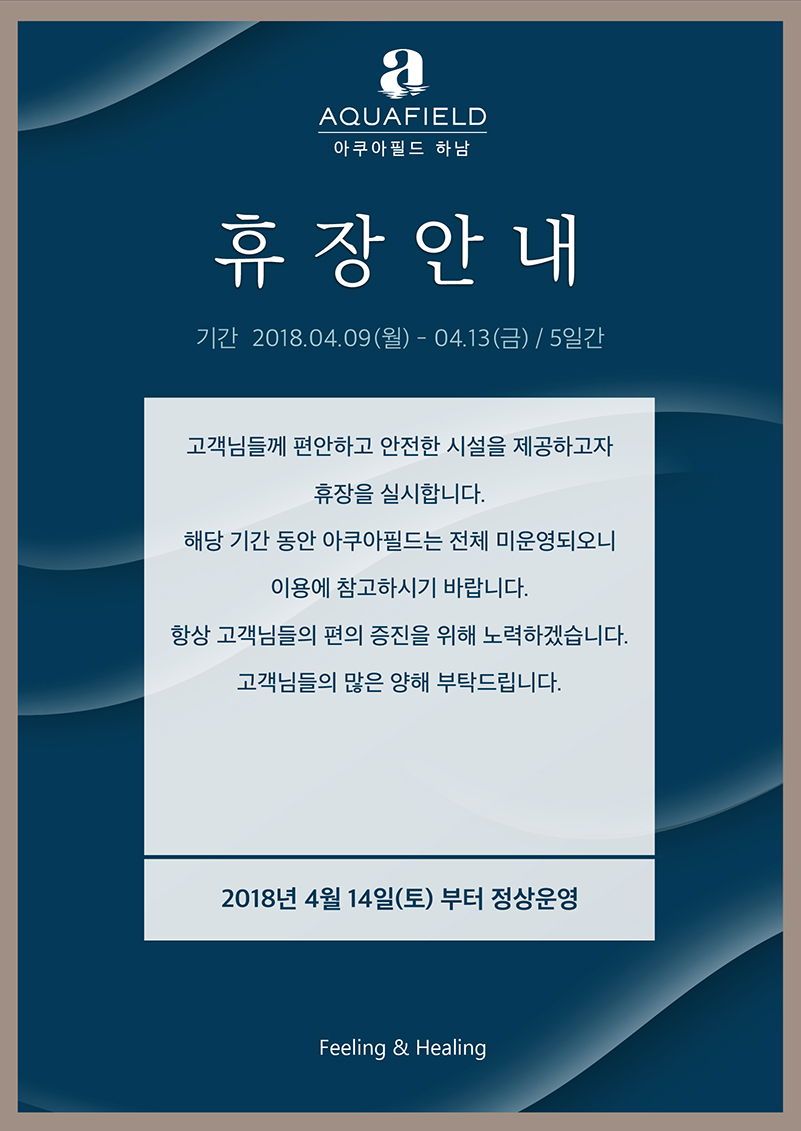 a
AQUAFIELD
아쿠아필드 하남
휴장안내
기간 2018.04.09(월) - 04.13(금) / 5일간
고객님들께 편안하고 안전한 시설을 제공하고자
휴장을 실시합니다.
해당 기간 동안 아쿠아필드는 전체 미운영되오니
이용에 참고하시기 바랍니다.
항상 고객님들의 편의 증진을 위해 노력하겠습니다.
고객님들의 많은 양해 부탁드립니다.
2018년 4월 14일(토) 부터 정상운영
Feeling & Healing